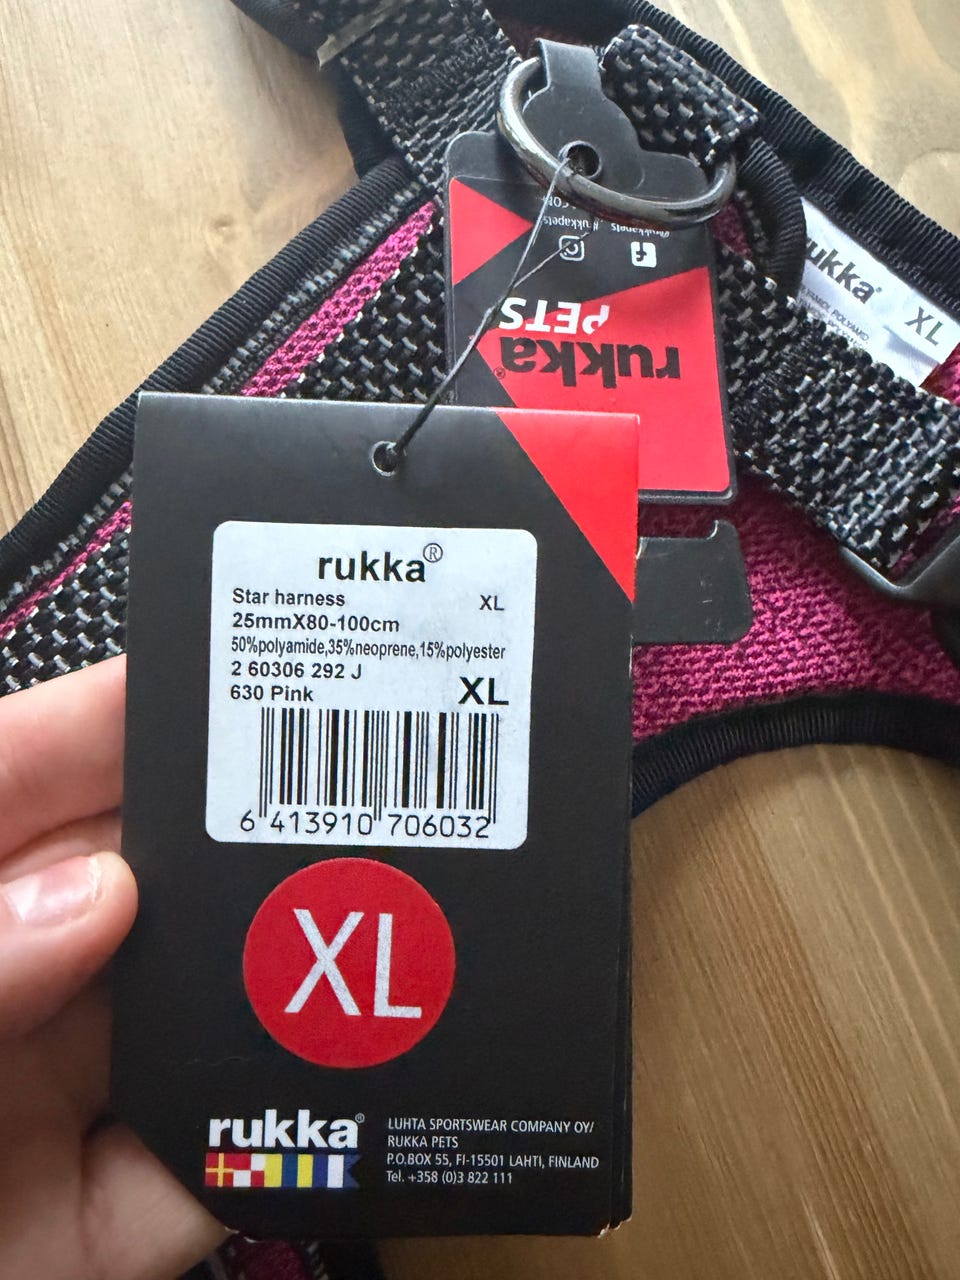 @rukkapets
rukka
PETS
rukka®
XL
rukka®
Star harness XL
25mmX80-100cm
50%polyamide,35%neoprene,15%polyester
2 60306 292 J
630 Pink XL
6 413910 706032
XL
rukka®
LUHTA SPORTSWEAR COMPANY OY/
RUKKA PETS
P.O.BOX 55, FI-15501 LAHTI, FINLAND
Tel. +358 (0)3 822 111